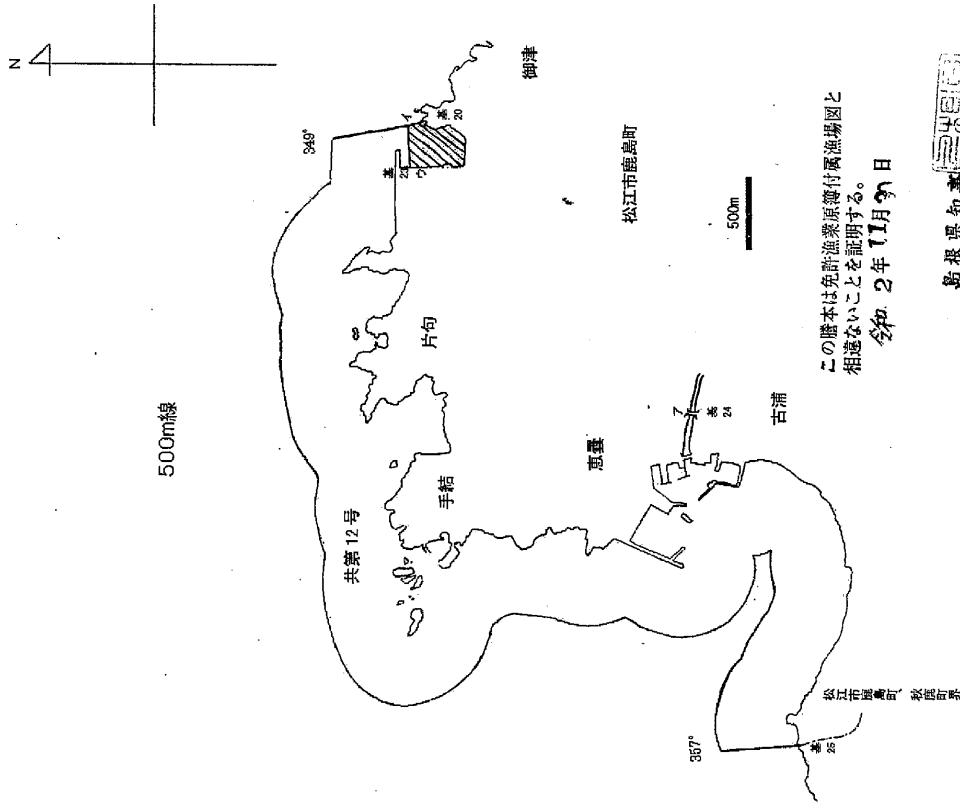 N
500m線
349°
イ
基
20
御津
基
23
ウ
松江市鹿島町
500m
片句
共第12号
手結
恵曇
ア
基
24
古浦
357°
基
25
松江市鹿島町、秋鹿町界
この謄本は免許漁業原簿付属漁場図と
相違ないことを証明する。
令和 2年 11月 日
島根県知事